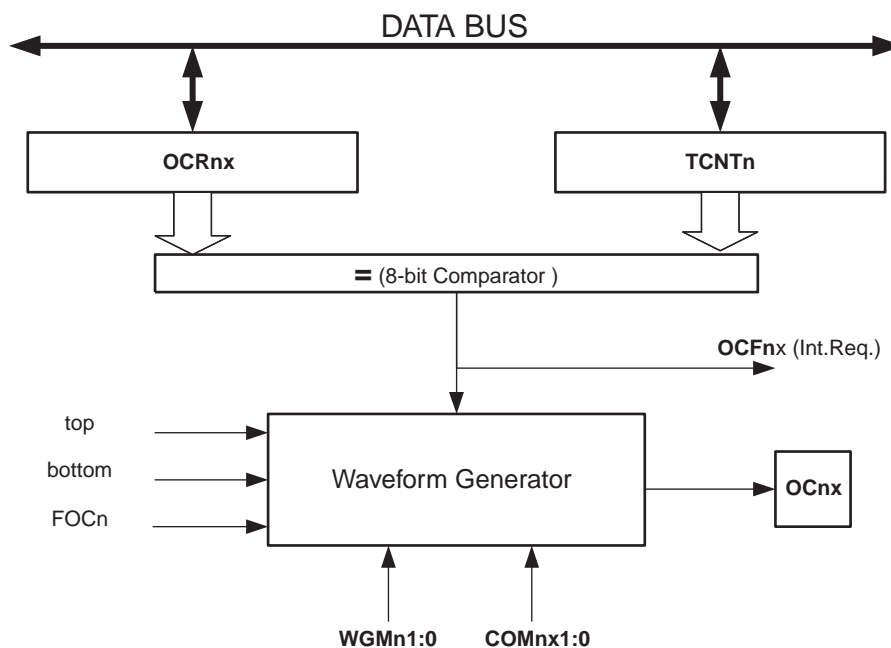 DATA BUS
OCRnx
TCNTn
= (8-bit Comparator )
OCFnx (Int.Req.)
top
bottom
FOCn
Waveform Generator
OCnx
WGMn1:0
COMnx1:0